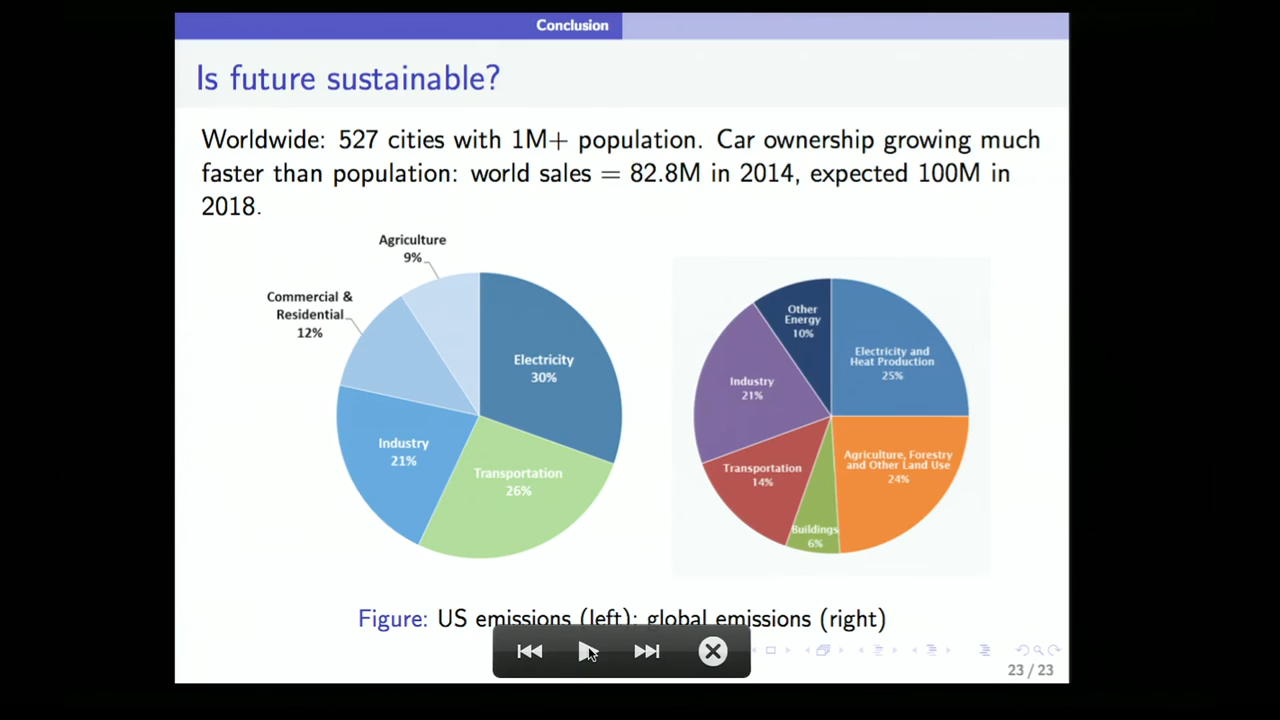 Conclusion
Is future sustainable?
Worldwide: 527 cities with 1M+ population. Car ownership growing much
faster than population: world sales = 82.8M in 2014, expected 100M in
2018.
Agriculture
9%
Commercial &
Residential
12%
Electricity
30%
Industry
21%
Transportation
26%
Other
Energy
10%
Electricity and
Heat Production
25%
Industry
21%
Agriculture, Forestry
and Other Land Use
24%
Transportation
14%
Buildings
6%
Figure: US emissions (left); global emissions (right)
23 / 23